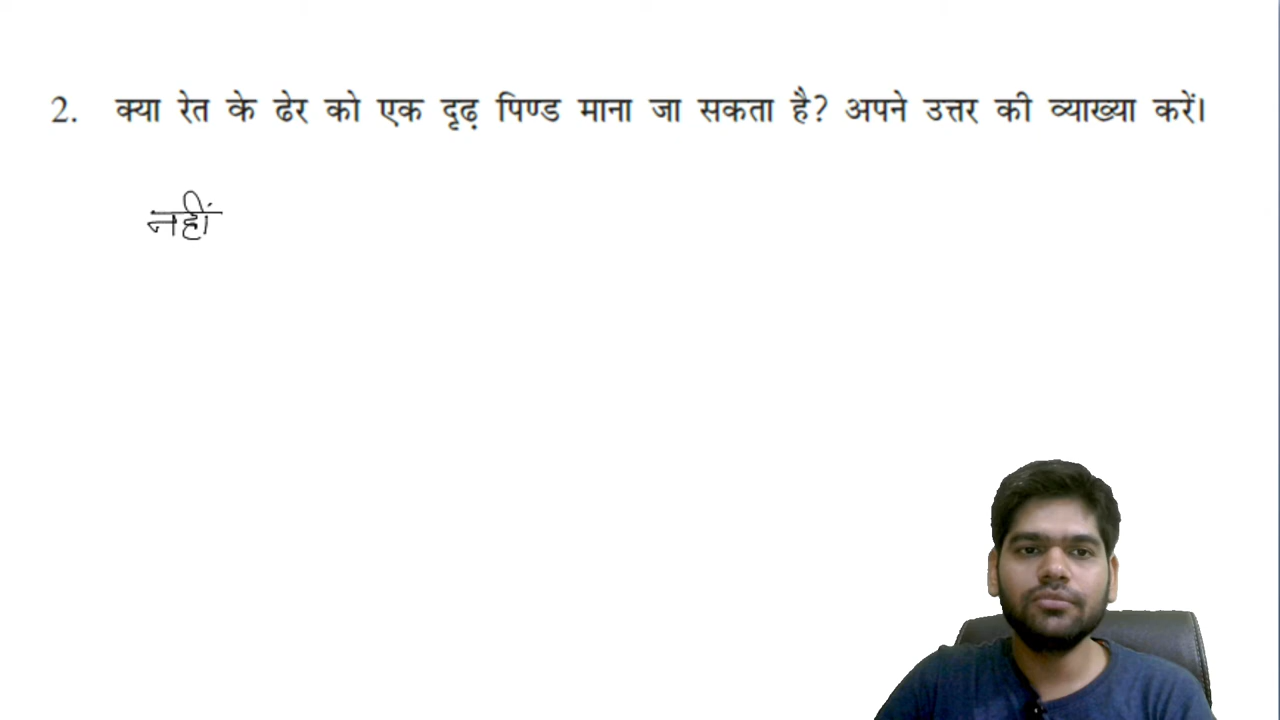 2. क्या रेत के ढेर को एक दृढ़ पिण्ड माना जा सकता है? अपने उत्तर की व्याख्या करें।
नहीं